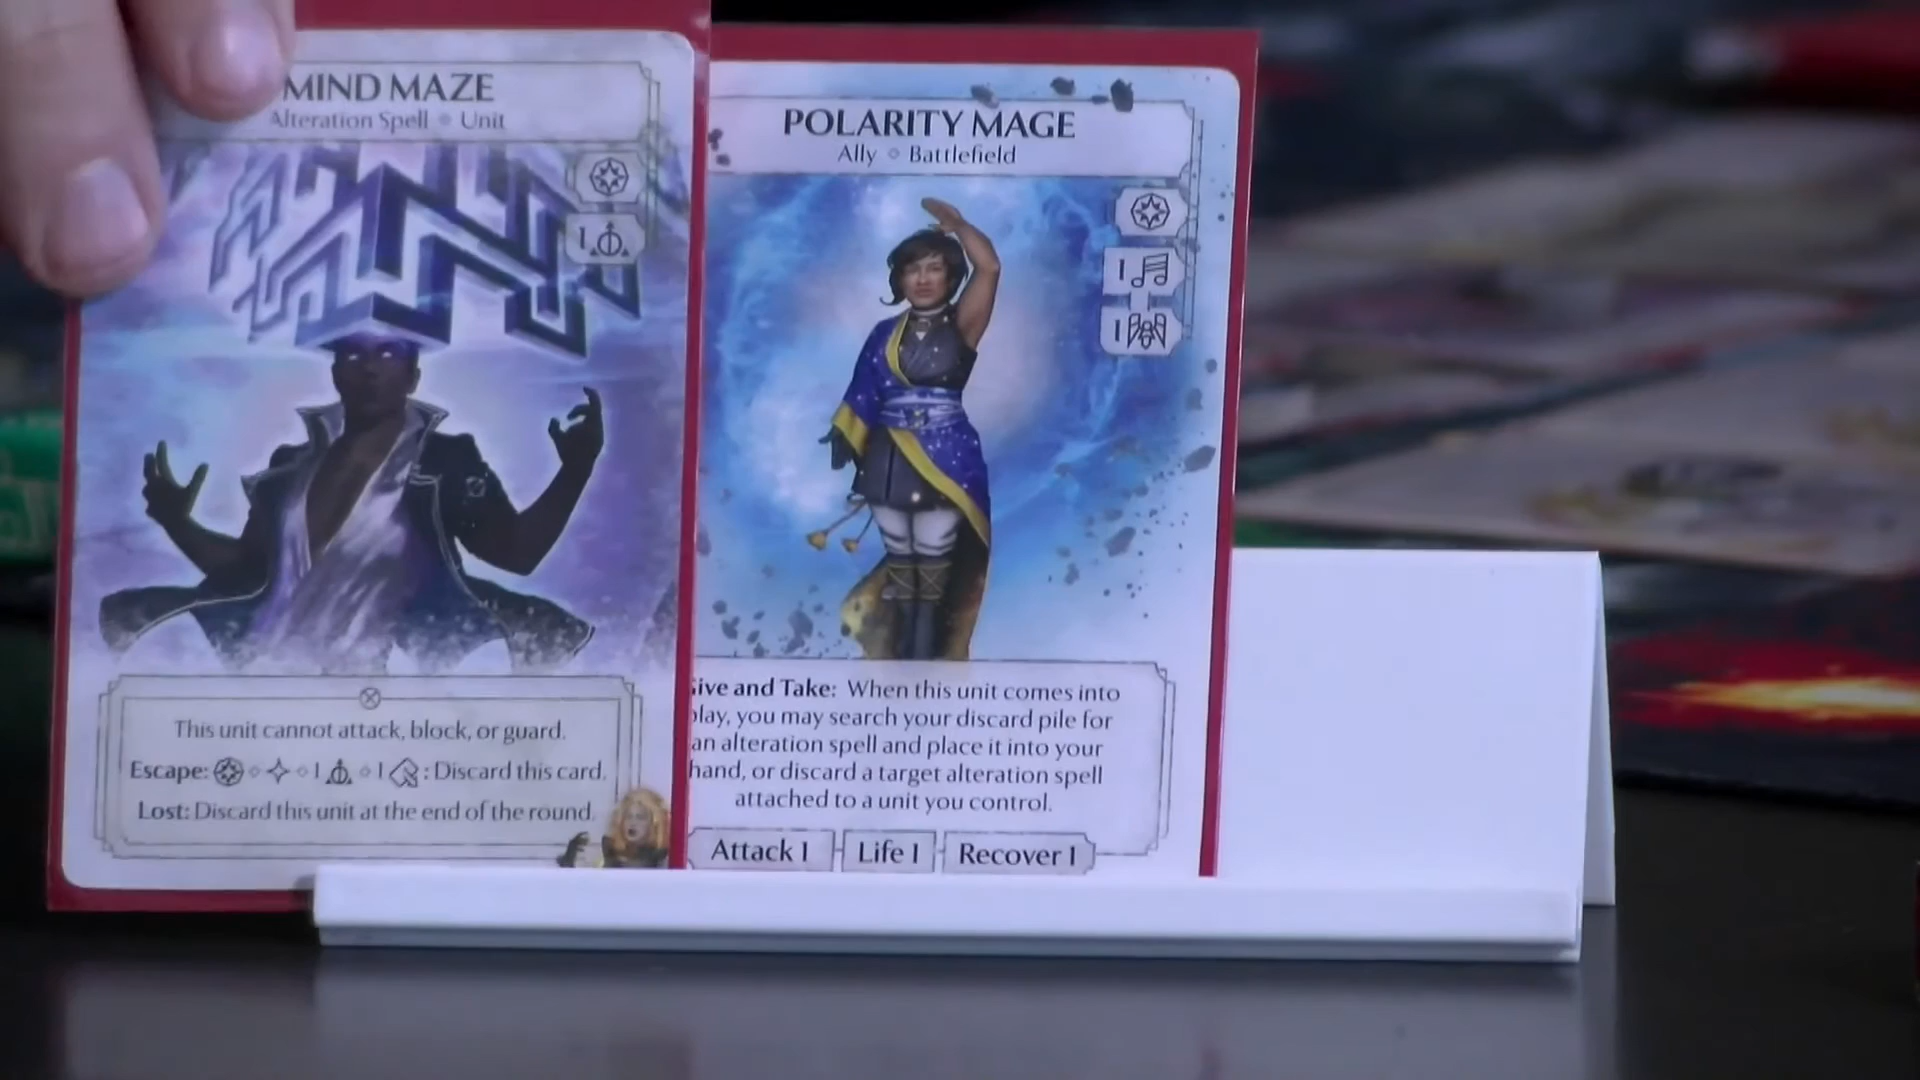 MIND MAZE
Alteration Spell Unit
1
This unit cannot attack, block, or guard.
Escape: 1 1 : Discard this card.
Lost: Discard this unit at the end of the round.
POLARITY MAGE
Ally Battlefield
1
1
Give and Take: When this unit comes into
play, you may search your discard pile for
an alteration spell and place it into your
hand, or discard a target alteration spell
attached to a unit you control.
Attack 1 Life 1 Recover 1